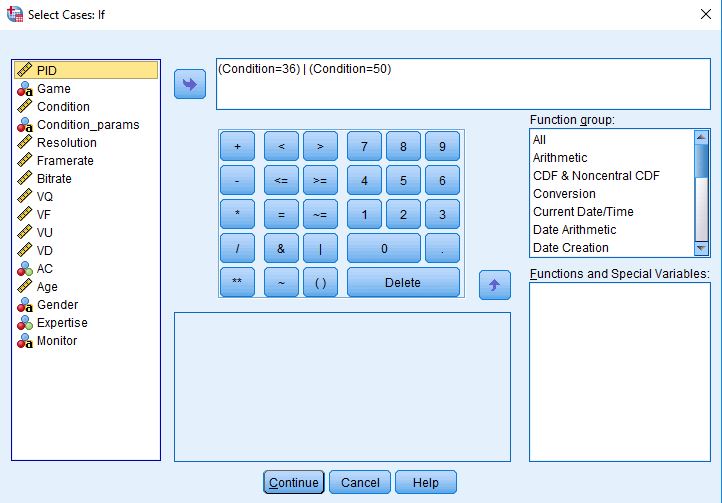 Select Cases: If
PID
Game
Condition
Condition_params
Resolution
Framerate
Bitrate
VQ
VF
VU
VD
AC
Age
Gender
Expertise
Monitor
(Condition=36) | (Condition=50)
+ < > 7 8 9
- <= >= 4 5 6
* = ~= 1 2 3
/ & | 0 .
** ~ ( ) Delete
Function group:
All
Arithmetic
CDF & Noncentral CDF
Conversion
Current Date/Time
Date Arithmetic
Date Creation
Functions and Special Variables:
Continue Cancel Help